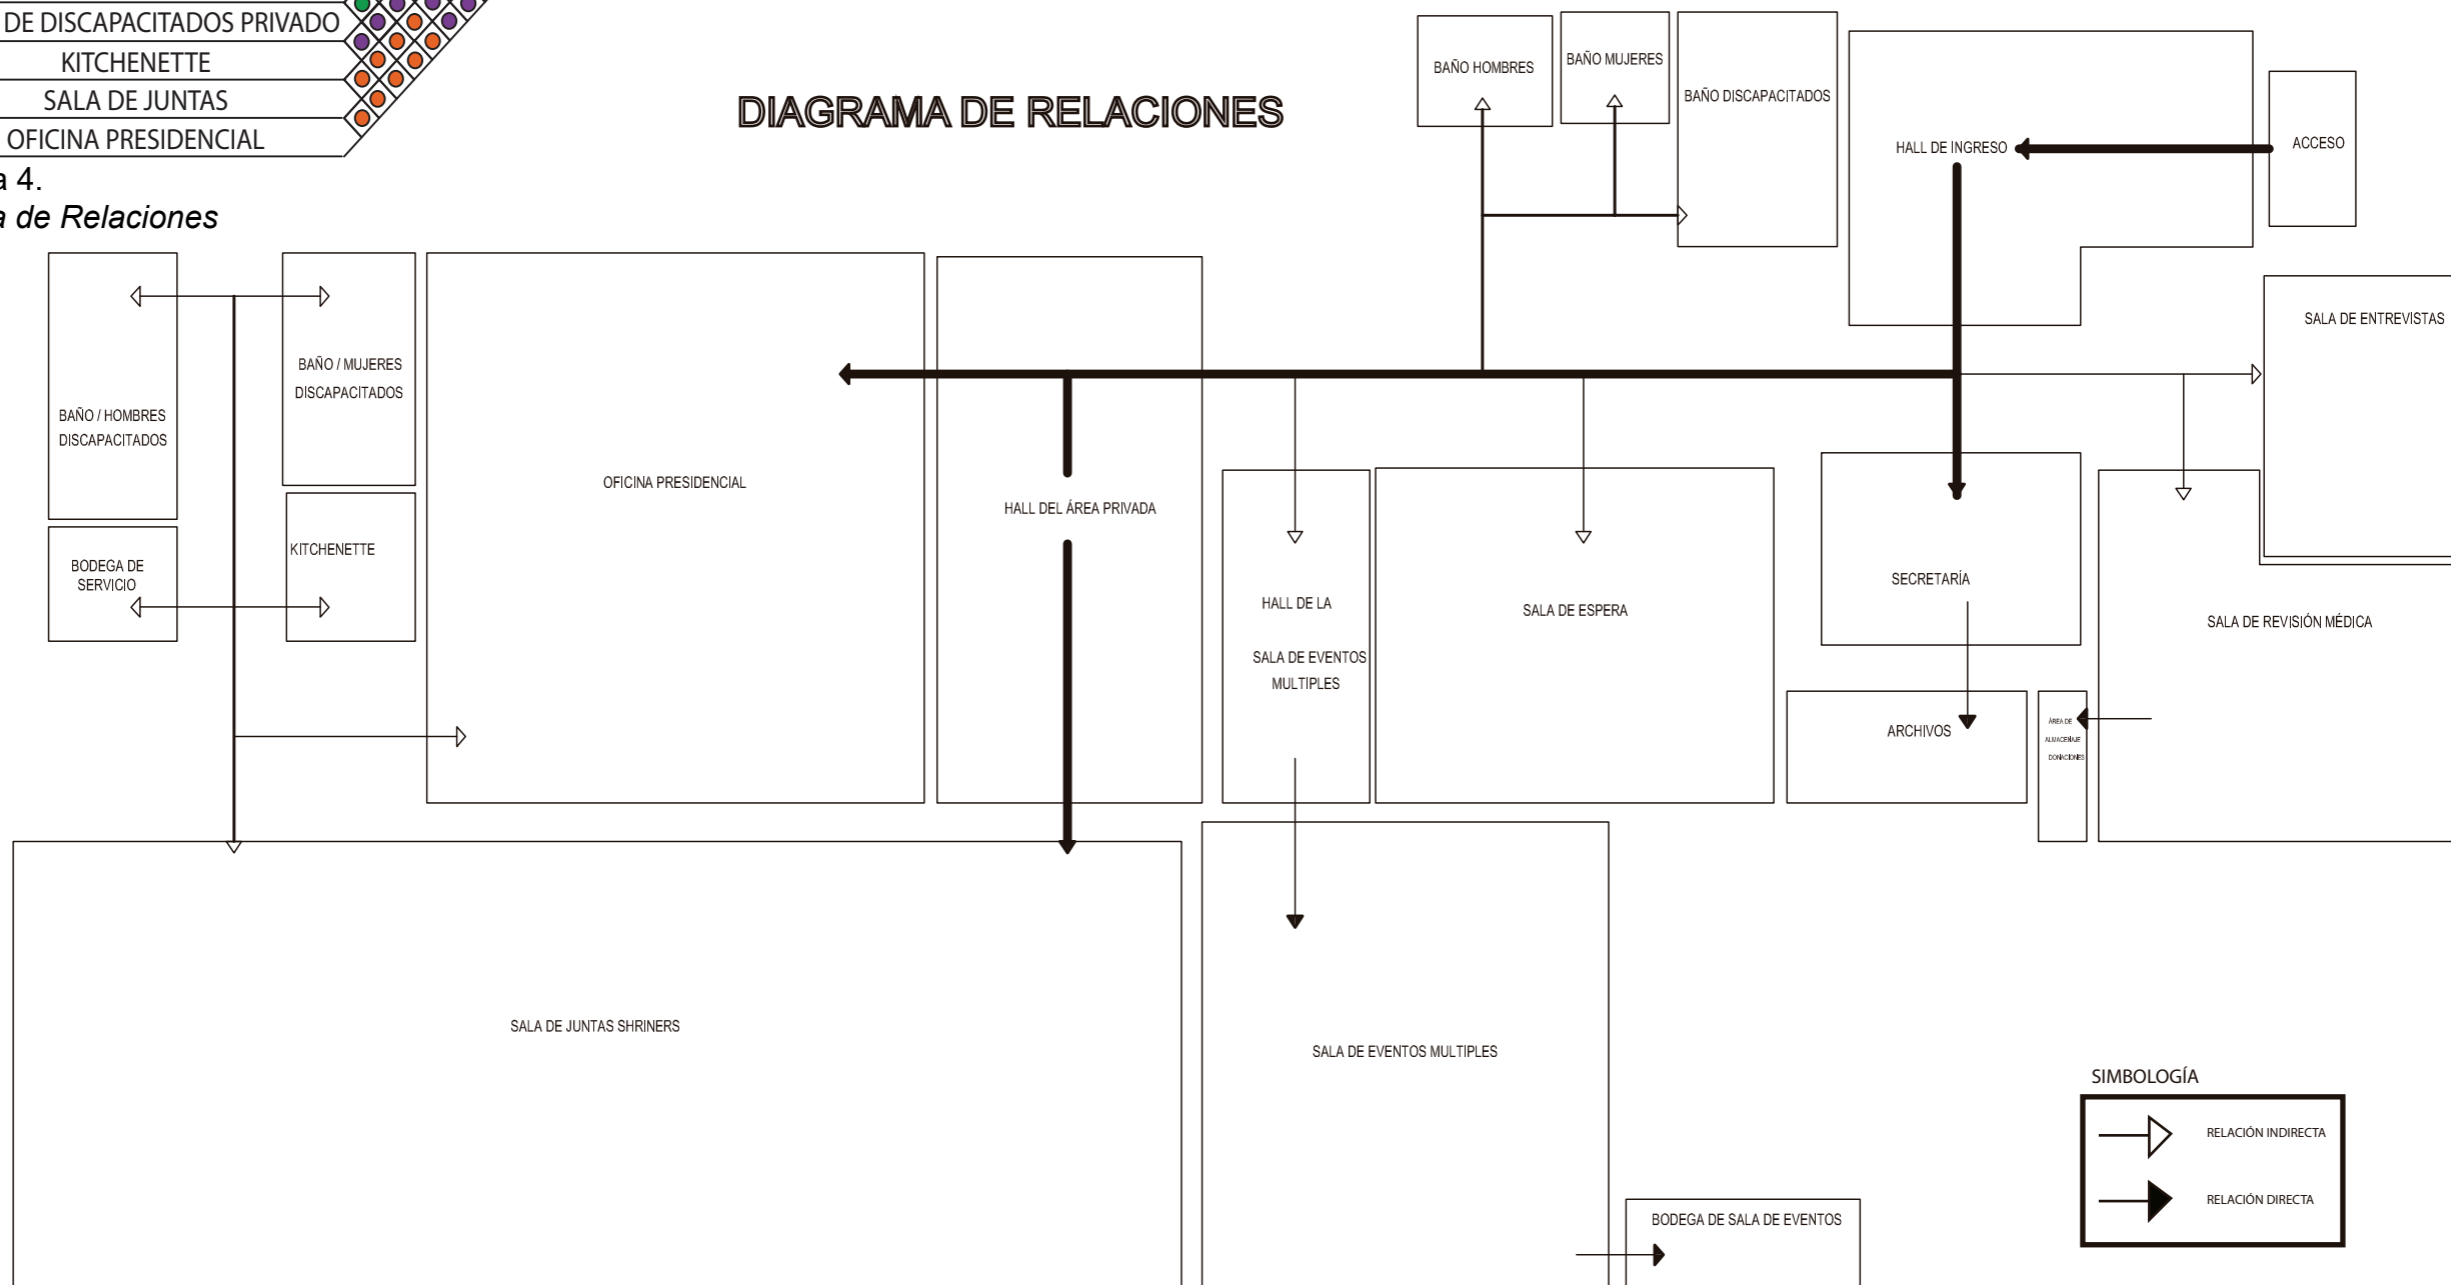 DE DISCAPACITADOS PRIVADO
KITCHENETTE
SALA DE JUNTAS
OFICINA PRESIDENCIAL
a 4.
a de Relaciones
DIAGRAMA DE RELACIONES
BAÑO HOMBRES
BAÑO MUJERES
BAÑO DISCAPACITADOS
HALL DE INGRESO
ACCESO
SALA DE ENTREVISTAS
BAÑO / HOMBRES
DISCAPACITADOS
BAÑO / MUJERES
DISCAPACITADOS
BODEGA DE
SERVICIO
KITCHENETTE
OFICINA PRESIDENCIAL
HALL DEL ÁREA PRIVADA
HALL DE LA
SALA DE EVENTOS
MULTIPLES
SALA DE ESPERA
SECRETARÍA
ARCHIVOS
ÁREA DE
ALMACENAJE
DONACIONES
SALA DE REVISIÓN MÉDICA
SALA DE JUNTAS SHRINERS
SALA DE EVENTOS MULTIPLES
BODEGA DE SALA DE EVENTOS
SIMBOLOGÍA
RELACIÓN INDIRECTA
RELACIÓN DIRECTA